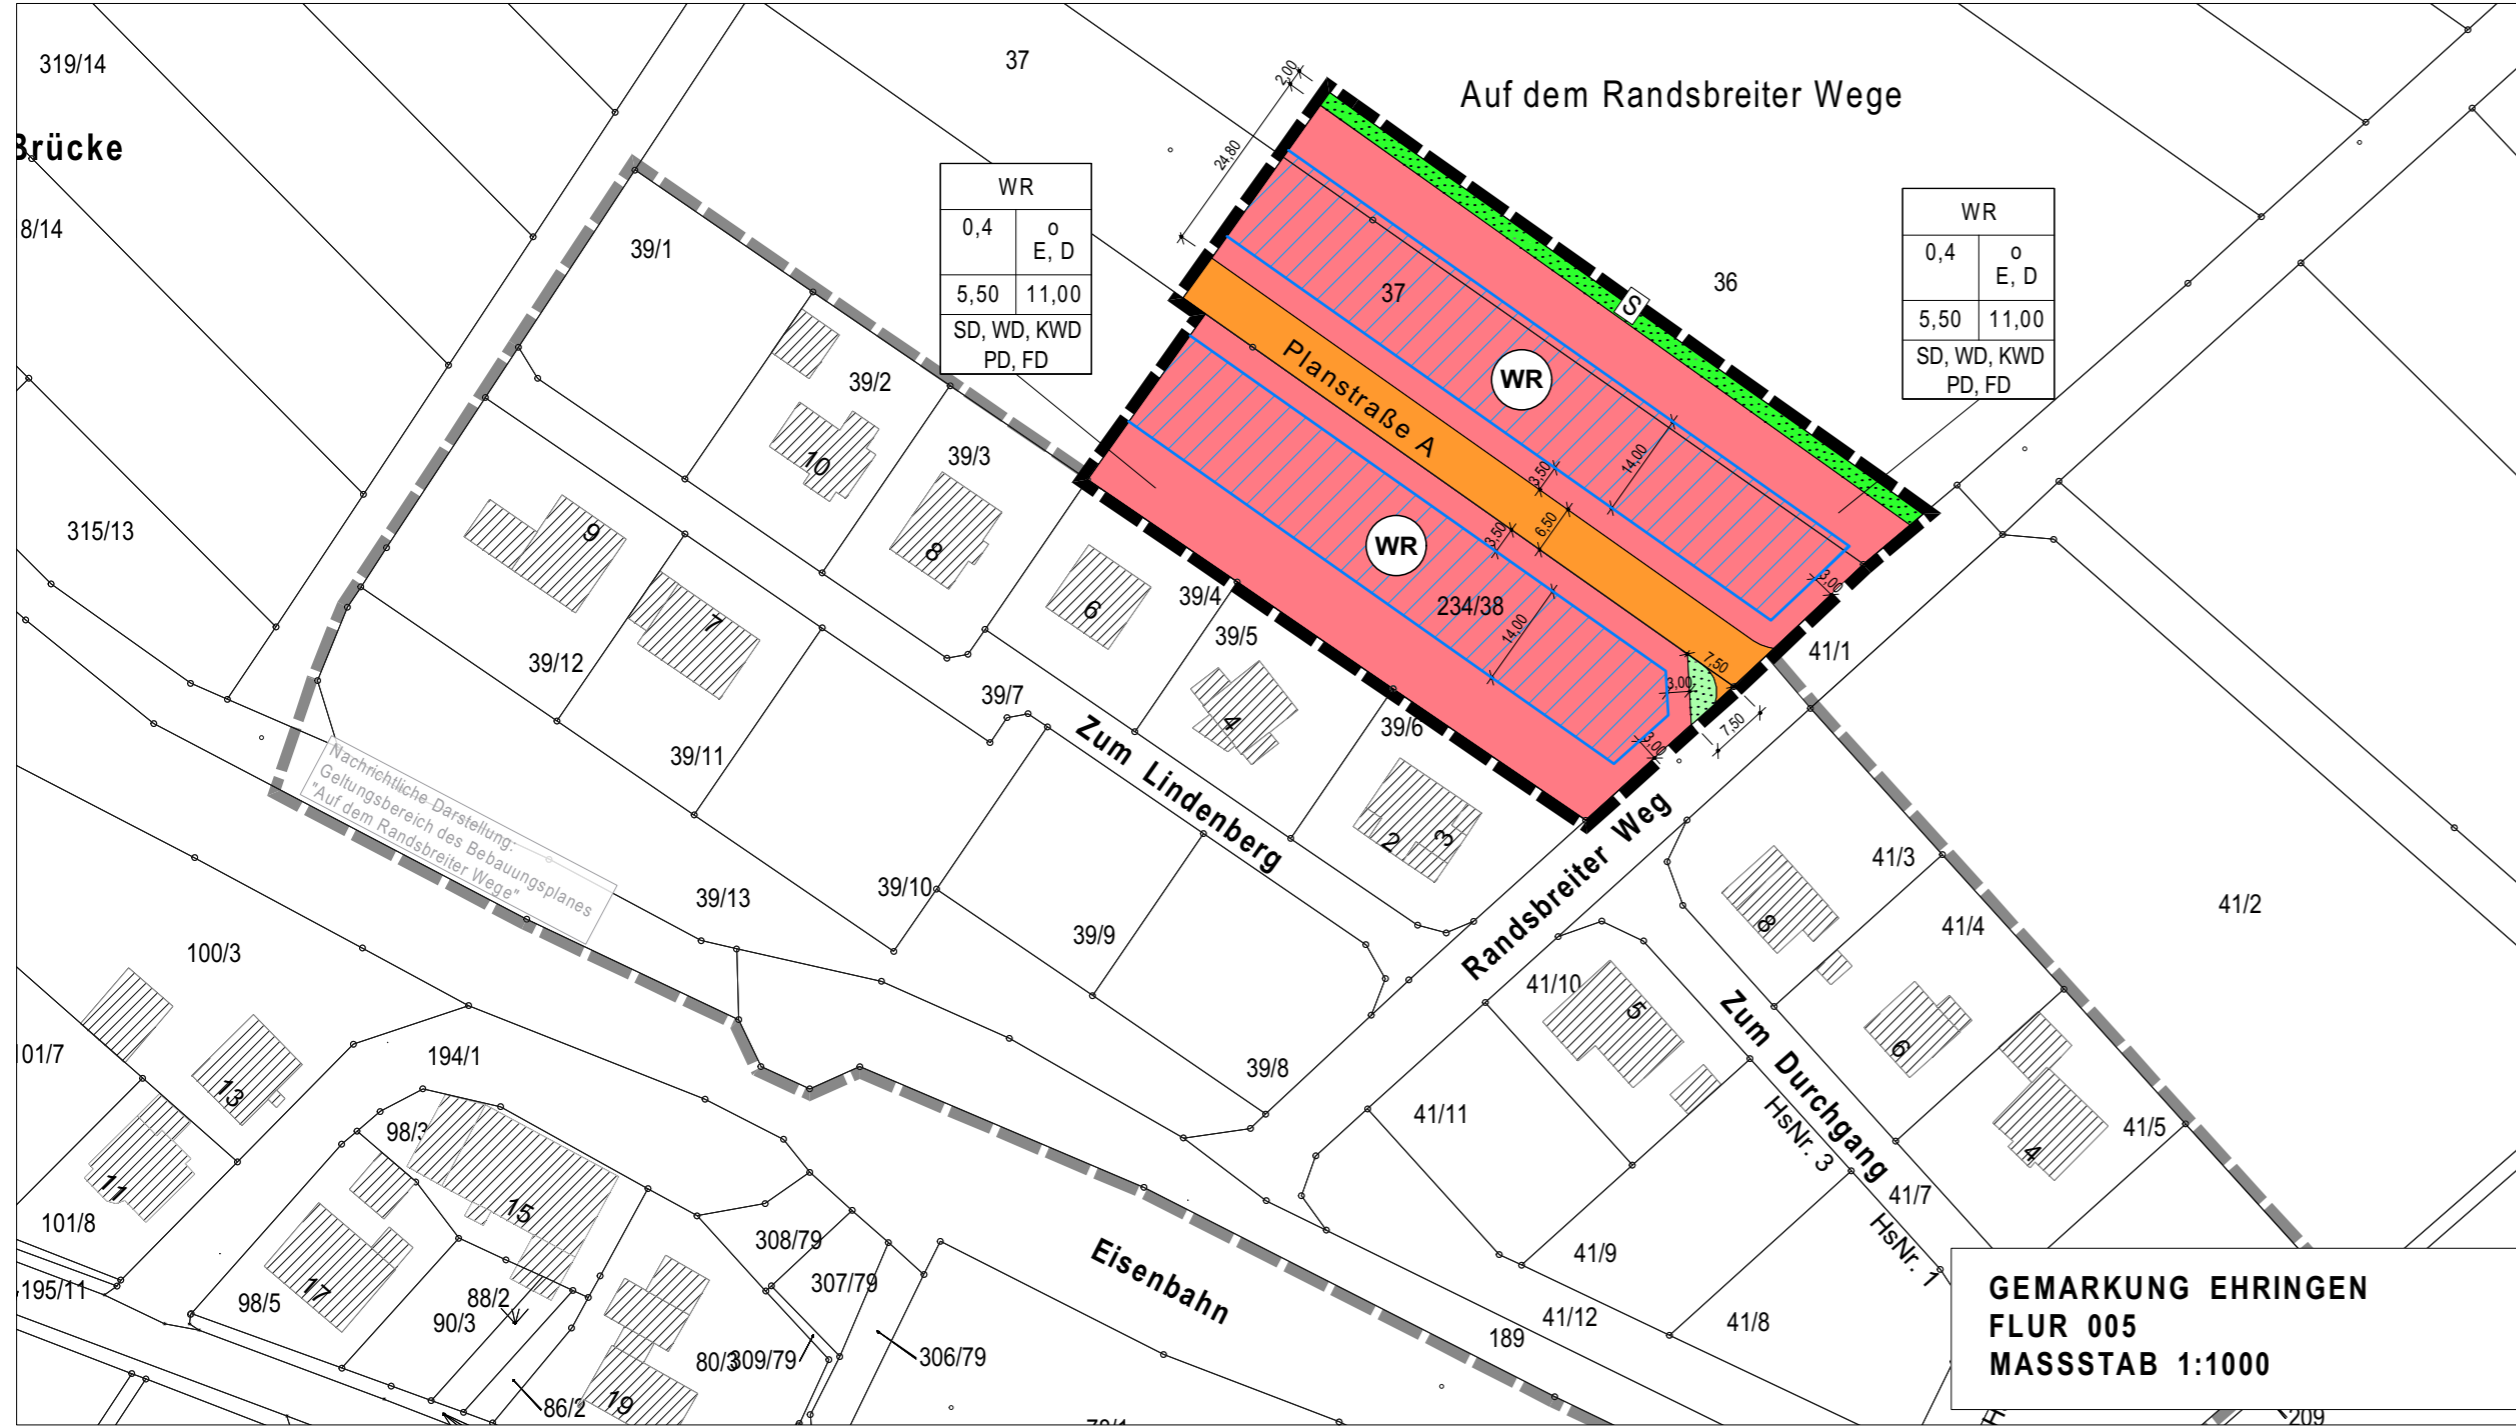 319/14
Brücke
8/14
315/13
37
Auf dem Randsbreiter Wege
2,00
24,80
WR
0,4
o
E, D
5,50
11,00
SD, WD, KWD
PD, FD
WR
0,4
o
E, D
5,50
11,00
SD, WD, KWD
PD, FD
36
37
S
WR
Planstraße A
14,00
3,50
6,50
3,50
WR
234/38
14,00
3,00
7,50
3,00
7,50
3,00
39/1
39/2
10
39/3
8
9
7
6
39/4
39/5
4
39/6
2
3
39/12
39/11
39/7
39/13
39/10
39/9
39/8
Zum Lindenberg
Randsbreiter Weg
Nachrichtliche Darstellung:
Geltungsbereich des Bebauungsplanes
"Auf dem Randsbreiter Wege"
41/1
41/3
41/2
41/4
8
41/10
5
6
Zum Durchgang
HsNr. 3
4
41/5
41/7
HsNr. 1
41/11
41/9
41/12
41/8
189
209
100/3
101/7
13
11
101/8
195/11
194/1
98/3
15
17
98/5
90/3
88/2
86/2
19
80/3
309/79
308/79
307/79
306/79
Eisenbahn
GEMARKUNG EHRINGEN
FLUR 005
MASSSTAB 1:1000